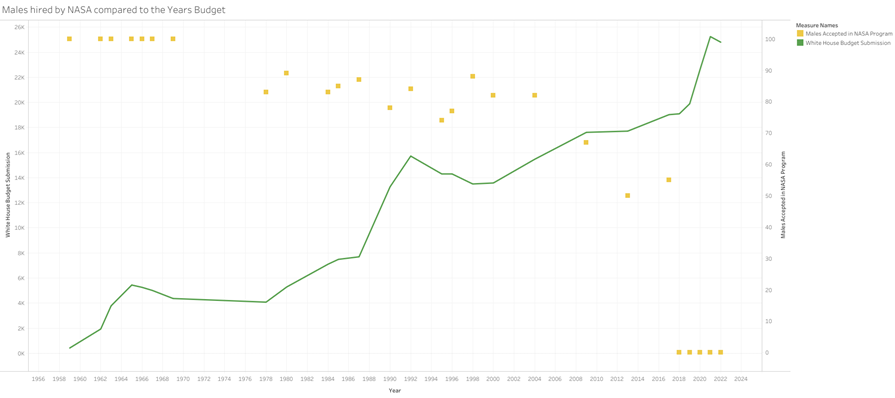 Males hired by NASA compared to the Years Budget
Measure Names
Males Accepted in NASA Program
White House Budget Submission
26K
24K
22K
20K
18K
16K
14K
12K
10K
8K
6K
4K
2K
0K
White House Budget Submission
100
90
80
70
60
50
40
30
20
10
0
Males Accepted in NASA Program
1956 1958 1960 1962 1964 1966 1968 1970 1972 1974 1976 1978 1980 1982 1984 1986 1988 1990 1992 1994 1996 1998 2000 2002 2004 2006 2008 2010 2012 2014 2016 2018 2020 2022 2024
Year